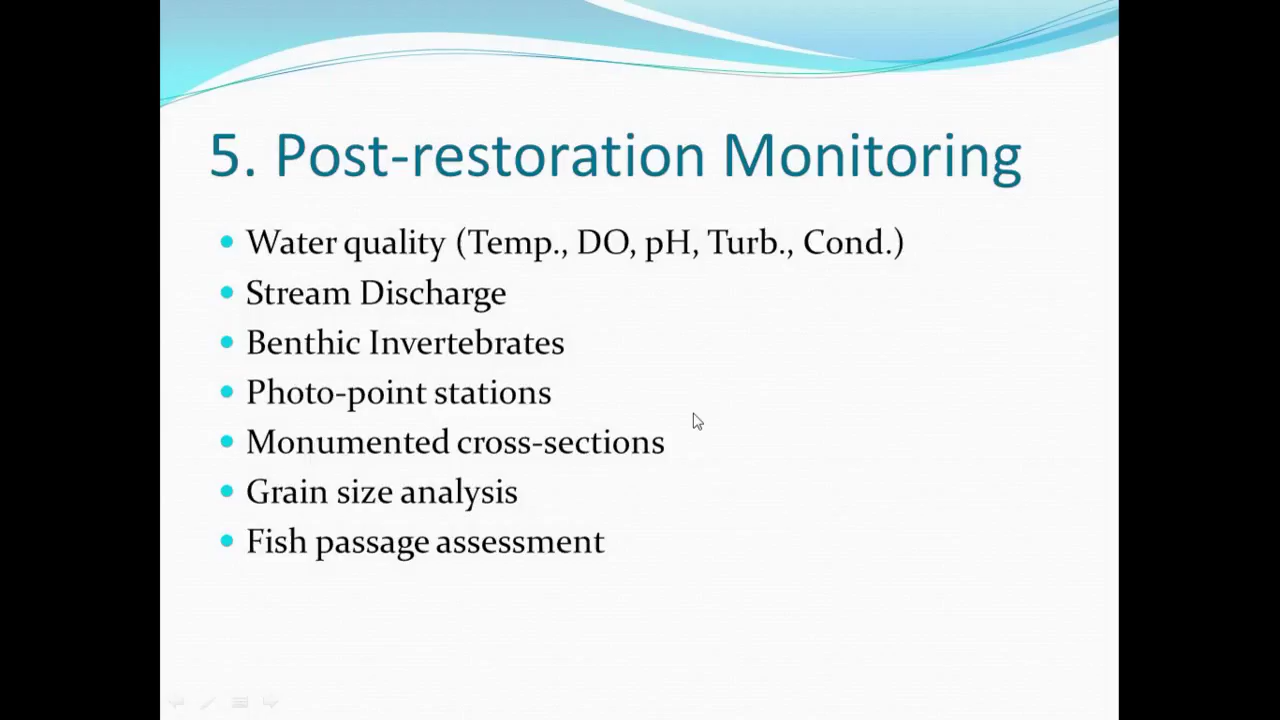 5. Post-restoration Monitoring
• Water quality (Temp., DO, pH, Turb., Cond.)
• Stream Discharge
• Benthic Invertebrates
• Photo-point stations
• Monumented cross-sections
• Grain size analysis
• Fish passage assessment